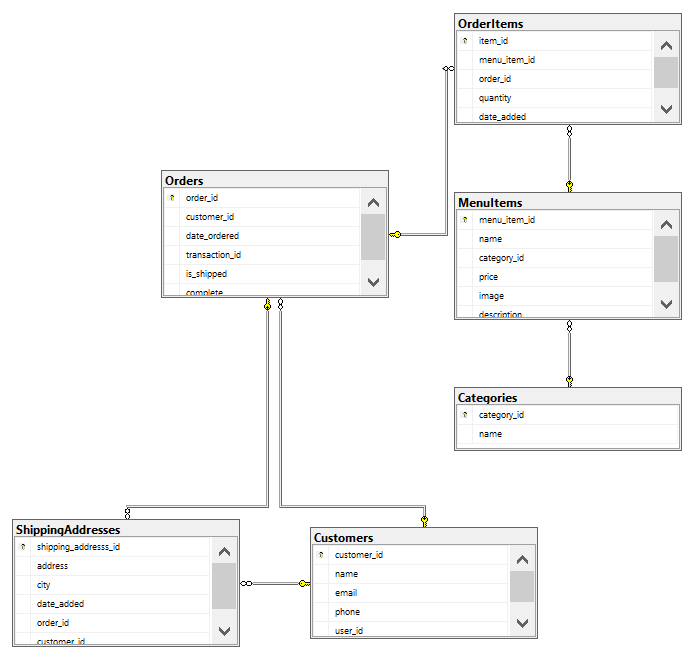 OrderItems
item_id
menu_item_id
order_id
quantity
date_added
Orders
order_id
customer_id
date_ordered
transaction_id
is_shipped
complete
MenuItems
menu_item_id
name
category_id
price
image
description
Categories
category_id
name
ShippingAddresses
shipping_addresss_id
address
city
date_added
order_id
customer_id
Customers
customer_id
name
email
phone
user_id